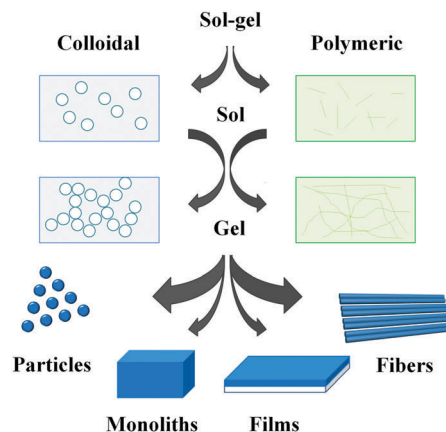 Sol-gel
Colloidal
Polymeric
Sol
Gel
Particles
Fibers
Monoliths
Films